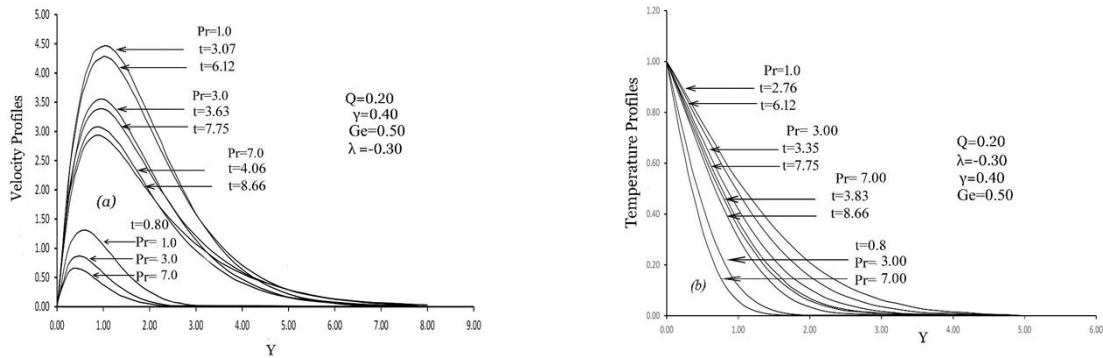 5.00
4.50
4.00
3.50
3.00
2.50
2.00
1.50
1.00
0.50
0.00
Velocity Profiles
Pr=1.0
t=3.07
t=6.12
Pr=3.0
t=3.63
t=7.75
Pr=7.0
t=4.06
t=8.66
Q=0.20
γ=0.40
Ge=0.50
λ =-0.30
(a)
t=0.80
Pr= 1.0
Pr= 3.0
Pr= 7.0
0.00 1.00 2.00 3.00 4.00 5.00 6.00 7.00 8.00 9.00
Y
1.20
1.00
0.80
0.60
0.40
0.20
0.00
Temperature Profiles
Pr=1.0
t=2.76
t=6.12
Pr= 3.00
t=3.35
t=7.75
Pr= 7.00
t=3.83
t=8.66
Q=0.20
λ=-0.30
γ=0.40
Ge=0.50
t=0.8
Pr= 3.00
Pr= 7.00
(b)
0.00 1.00 2.00 3.00 4.00 5.00 6.00
Y